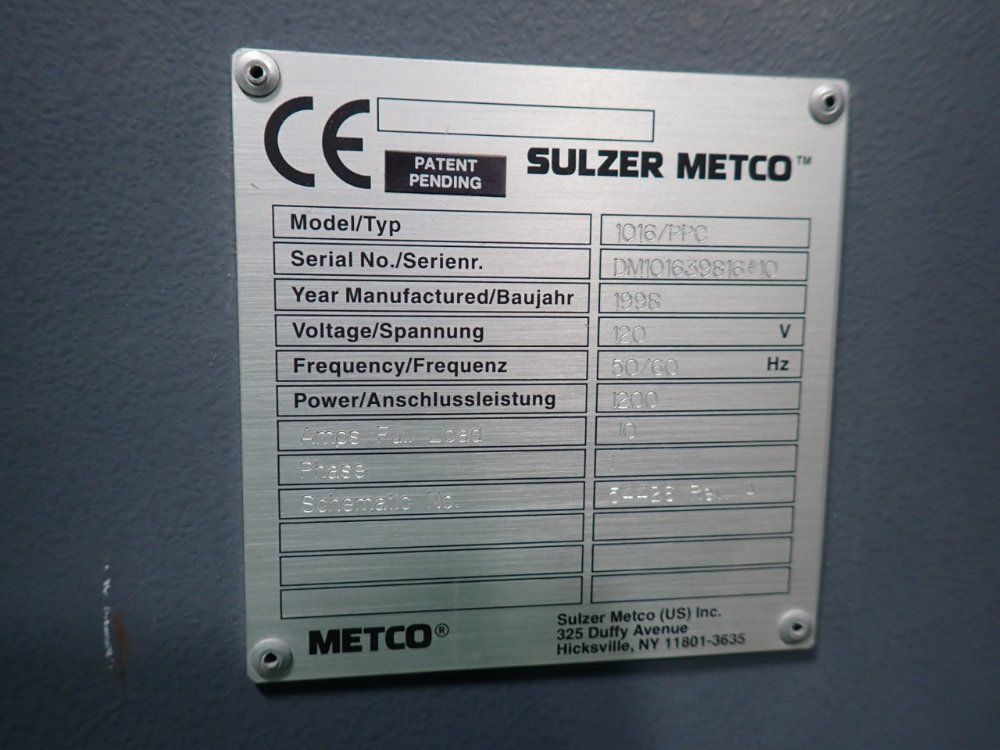 CE
PATENT PENDING
SULZER METCO™
Model/Typ 1016/PPC
Serial No./Serienr.
Year Manufactured/Baujahr 1998
Voltage/Spannung 120 V
Frequency/Frequenz 50/60 Hz
Power/Anschlussleistung 1200
Amps Full Load 10
Phase 1
Schematic No. Rev. A
METCO®
Sulzer Metco (US) Inc.
325 Duffy Avenue
Hicksville, NY 11801-3635